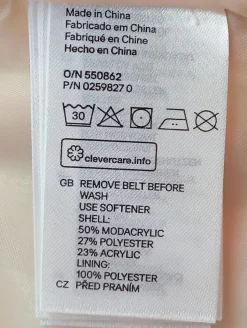 Made in China
Fabricado em China
Fabriqué en Chine
Hecho en China
O/N 550862
P/N 0259827 0
30
clevercare.info
GB REMOVE BELT BEFORE
WASH
USE SOFTENER
SHELL:
50% MODACRYLIC
27% POLYESTER
23% ACRYLIC
LINING:
100% POLYESTER
CZ PŘED PRANÍM